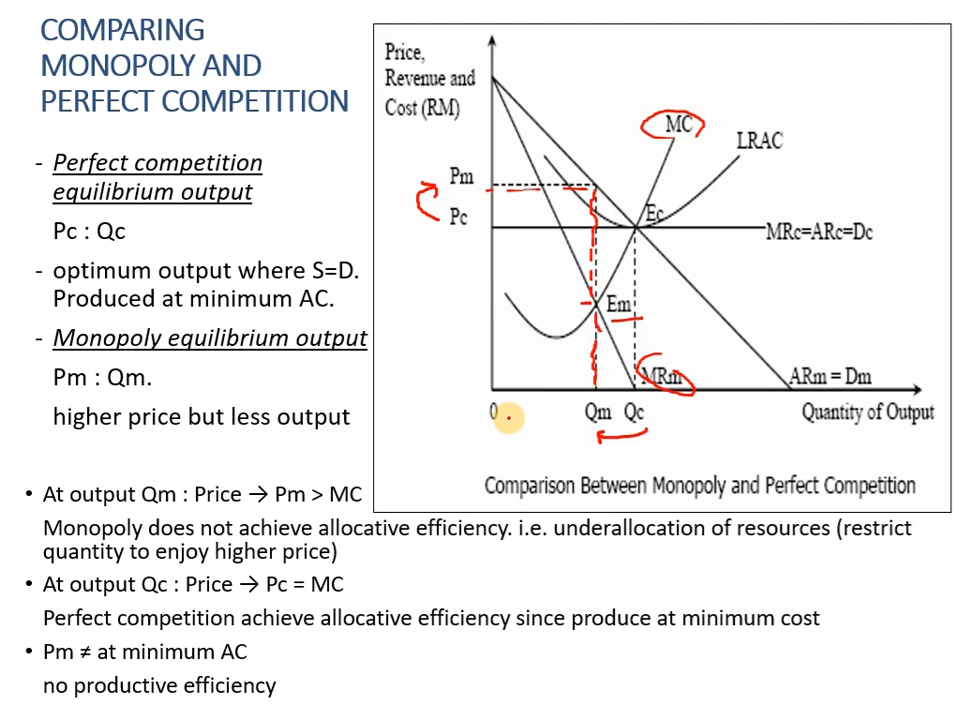 COMPARING
MONOPOLY AND
PERFECT COMPETITION
- Perfect competition
equilibrium output
Pc : Qc
- optimum output where S=D.
Produced at minimum AC.
- Monopoly equilibrium output
Pm : Qm.
higher price but less output
Price,
Revenue and
Cost (RM)
MC
LRAC
Pm
Pc
Ec
MRc=ARc=Dc
Em
MRm
ARm = Dm
0
Qm Qc
Quantity of Output
Comparison Between Monopoly and Perfect Competition
• At output Qm : Price → Pm > MC
Monopoly does not achieve allocative efficiency. i.e. underallocation of resources (restrict
quantity to enjoy higher price)
• At output Qc : Price → Pc = MC
Perfect competition achieve allocative efficiency since produce at minimum cost
• Pm ≠ at minimum AC
no productive efficiency